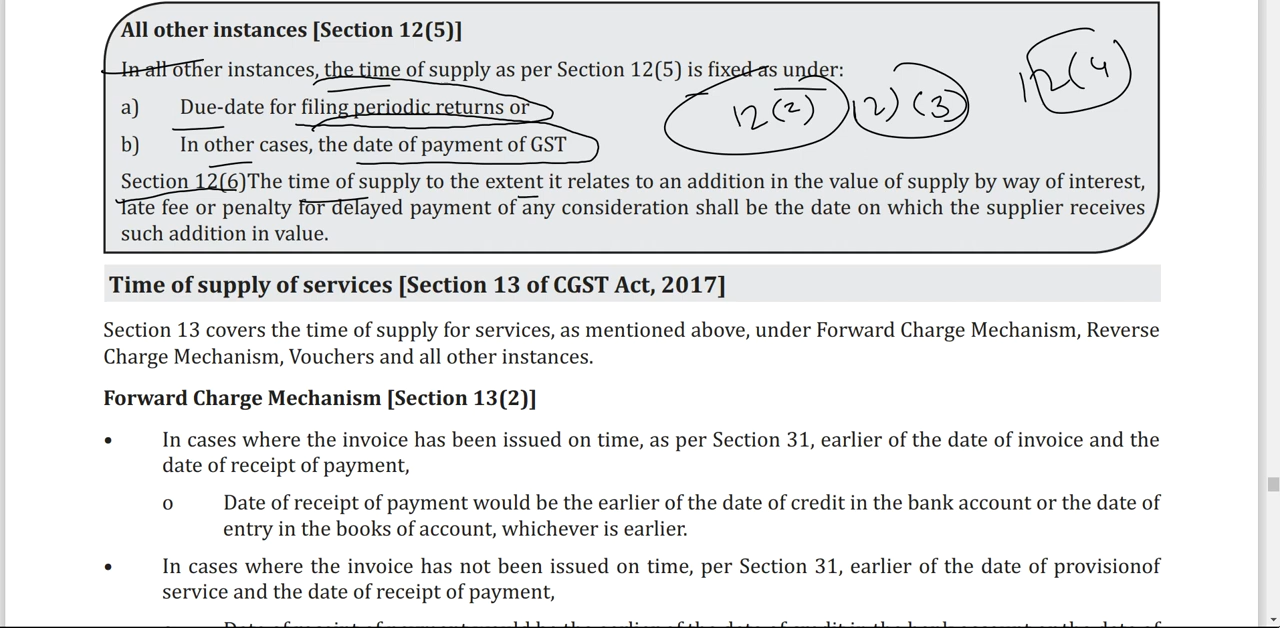 All other instances [Section 12(5)]
In all other instances, the time of supply as per Section 12(5) is fixed as under:
12(4)
a) Due-date for filing periodic returns or
12(2) 12)(3)
b) In other cases, the date of payment of GST
Section 12(6)The time of supply to the extent it relates to an addition in the value of supply by way of interest,
late fee or penalty for delayed payment of any consideration shall be the date on which the supplier receives
such addition in value.
Time of supply of services [Section 13 of CGST Act, 2017]
Section 13 covers the time of supply for services, as mentioned above, under Forward Charge Mechanism, Reverse
Charge Mechanism, Vouchers and all other instances.
Forward Charge Mechanism [Section 13(2)]
• In cases where the invoice has been issued on time, as per Section 31, earlier of the date of invoice and the
date of receipt of payment,
o Date of receipt of payment would be the earlier of the date of credit in the bank account or the date of
entry in the books of account, whichever is earlier.
• In cases where the invoice has not been issued on time, per Section 31, earlier of the date of provisionof
service and the date of receipt of payment,